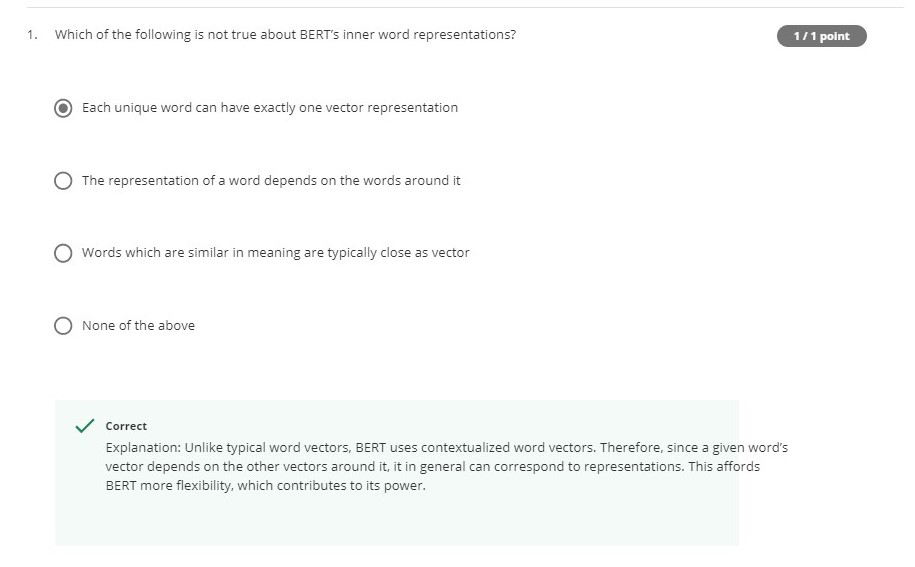 1. Which of the following is not true about BERT's inner word representations?
1 / 1 point
Each unique word can have exactly one vector representation
The representation of a word depends on the words around it
Words which are similar in meaning are typically close as vector
None of the above
Correct
Explanation: Unlike typical word vectors, BERT uses contextualized word vectors. Therefore, since a given word's
vector depends on the other vectors around it, it in general can correspond to representations. This affords
BERT more flexibility, which contributes to its power.